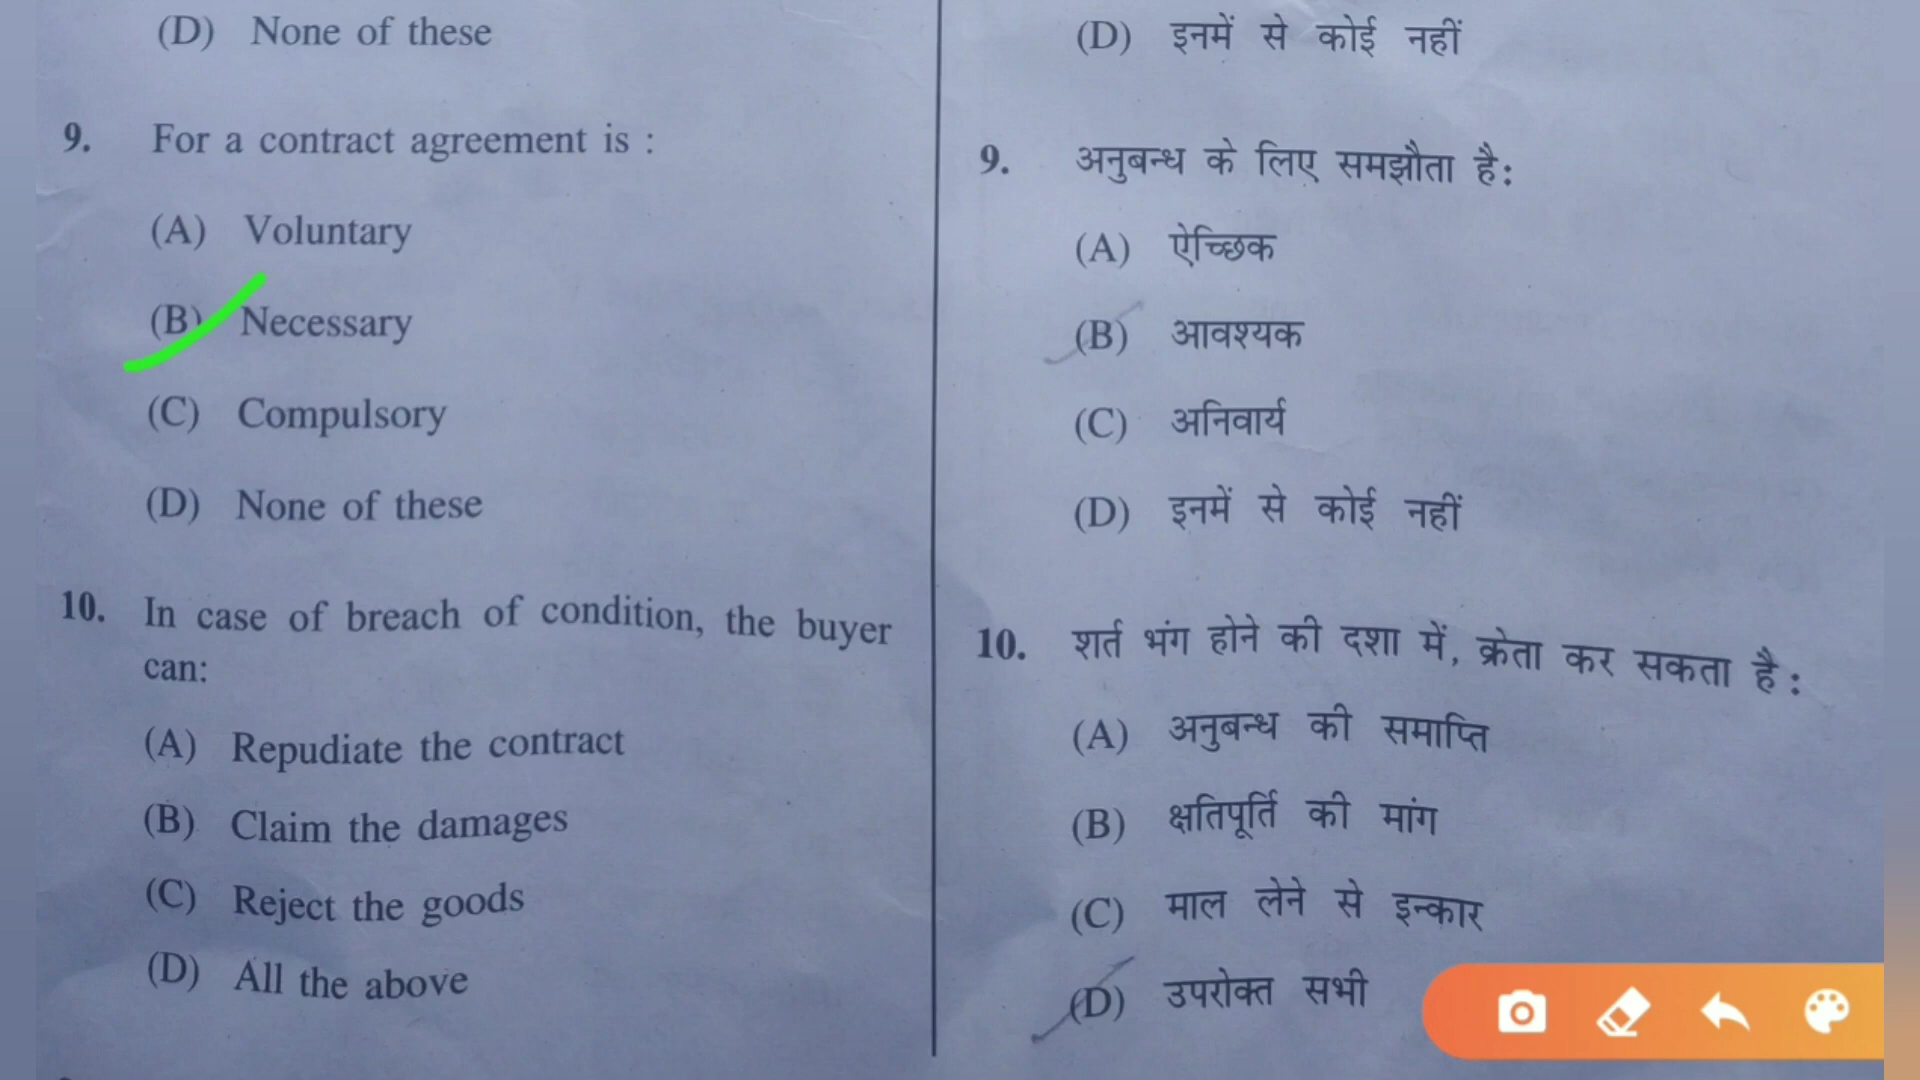 (D) None of these
9. For a contract agreement is :
(A) Voluntary
(B) Necessary
(C) Compulsory
(D) None of these
10. In case of breach of condition, the buyer
can:
(A) Repudiate the contract
(B) Claim the damages
(C) Reject the goods
(D) All the above
(D) इनमें से कोई नहीं
9. अनुबन्ध के लिए समझौता है:
(A) ऐच्छिक
(B) आवश्यक
(C) अनिवार्य
(D) इनमें से कोई नहीं
10. शर्त भंग होने की दशा में, क्रेता कर सकता है :
(A) अनुबन्ध की समाप्ति
(B) क्षतिपूर्ति की मांग
(C) माल लेने से इन्कार
(D) उपरोक्त सभी